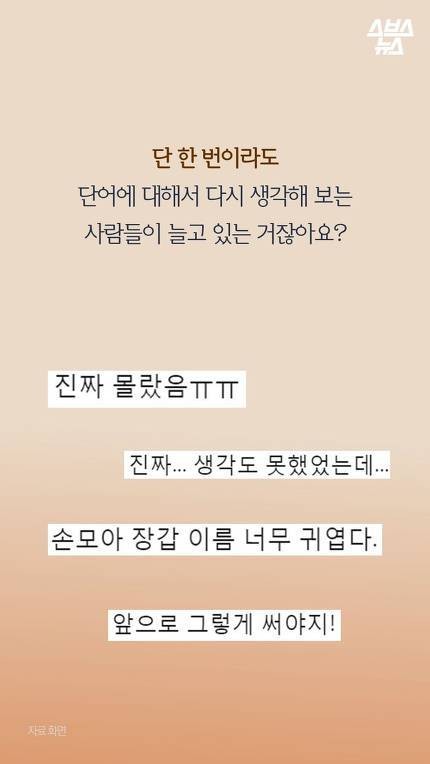 스브스
뉴스
단 한 번이라도
단어에 대해서 다시 생각해 보는
사람들이 늘고 있는 거잖아요?
진짜 몰랐음ㅠㅠ
진짜... 생각도 못했었는데...
손모아 장갑 이름 너무 귀엽다.
앞으로 그렇게 써야지!
자료화면